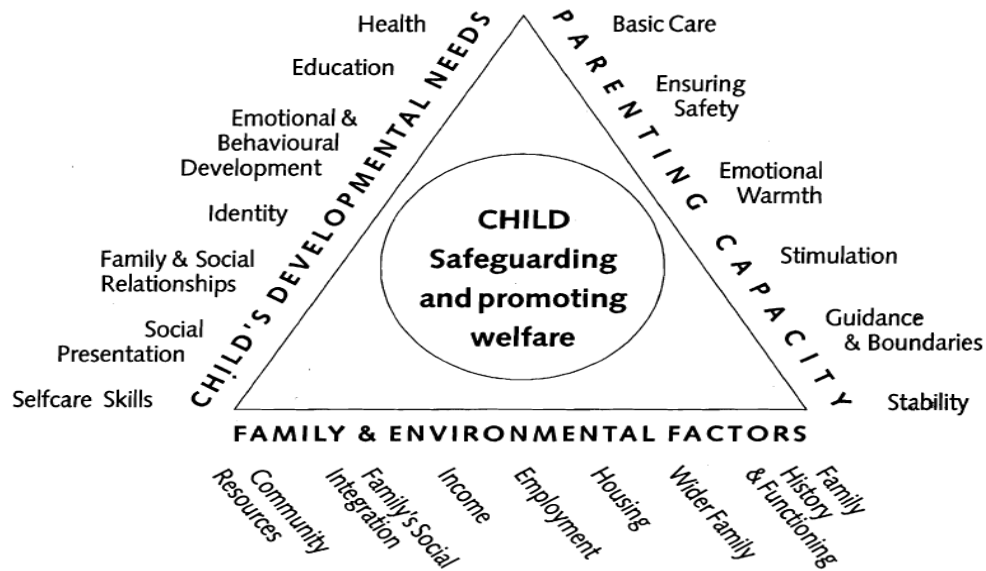 Health
Education
Emotional &
Behavioural
Development
Identity
Family & Social
Relationships
Social
Presentation
Selfcare Skills
CHILD'S DEVELOPMENTAL NEEDS
PARENTING CAPACITY
Basic Care
Ensuring
Safety
Emotional
Warmth
Stimulation
Guidance
& Boundaries
Stability
CHILD
Safeguarding
and promoting
welfare
FAMILY & ENVIRONMENTAL FACTORS
Community
Resources
Family's Social
Integration
Income
Employment
Housing
Wider Family
Family
History
& Functioning